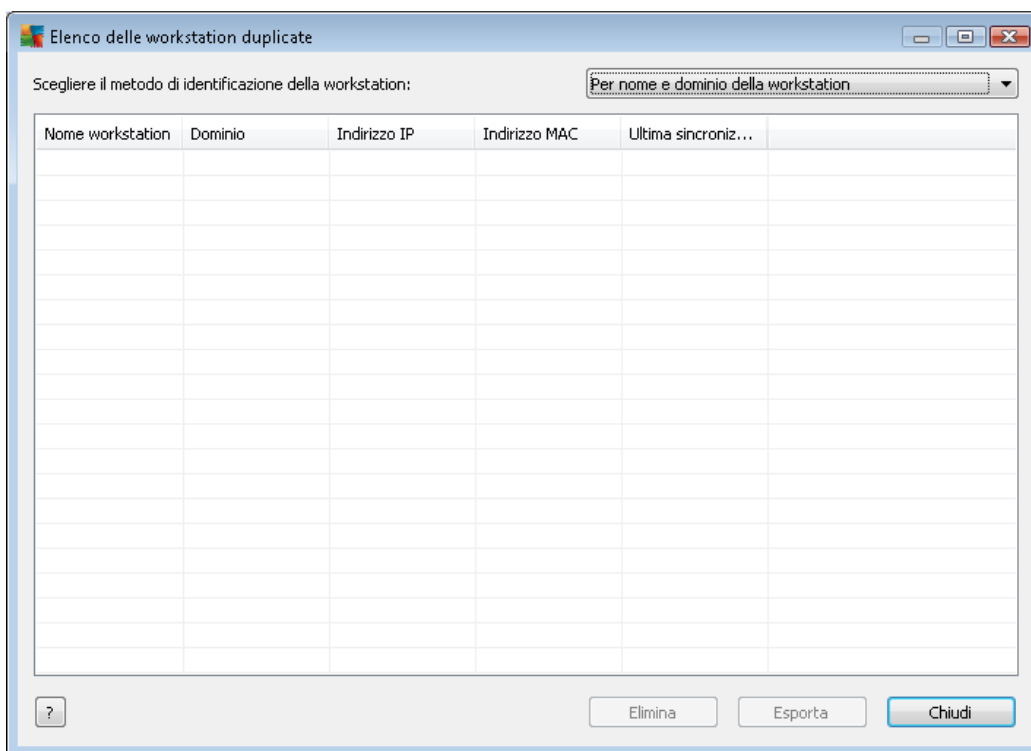 Elenco delle workstation duplicate
Scegliere il metodo di identificazione della workstation: Per nome e dominio della workstation
Nome workstation Dominio Indirizzo IP Indirizzo MAC Ultima sincroniz...
? Elimina Esporta Chiudi